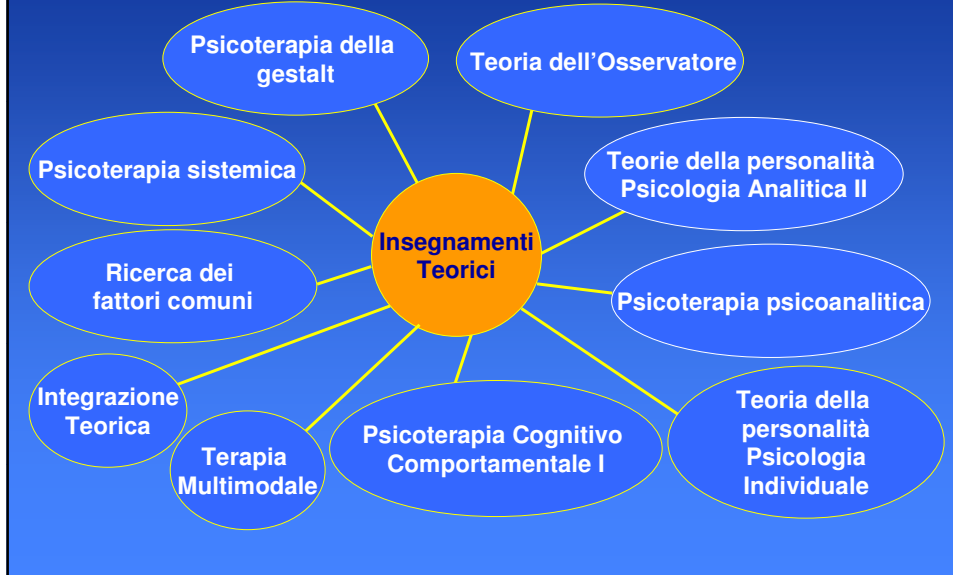 Psicoterapia della
gestalt
Teoria dell'Osservatore
Psicoterapia sistemica
Teorie della personalità
Psicologia Analitica II
Insegnamenti
Teorici
Ricerca dei
fattori comuni
Psicoterapia psicoanalitica
Integrazione
Teorica
Terapia
Multimodale
Psicoterapia Cognitivo
Comportamentale I
Teoria della
personalità
Psicologia
Individuale